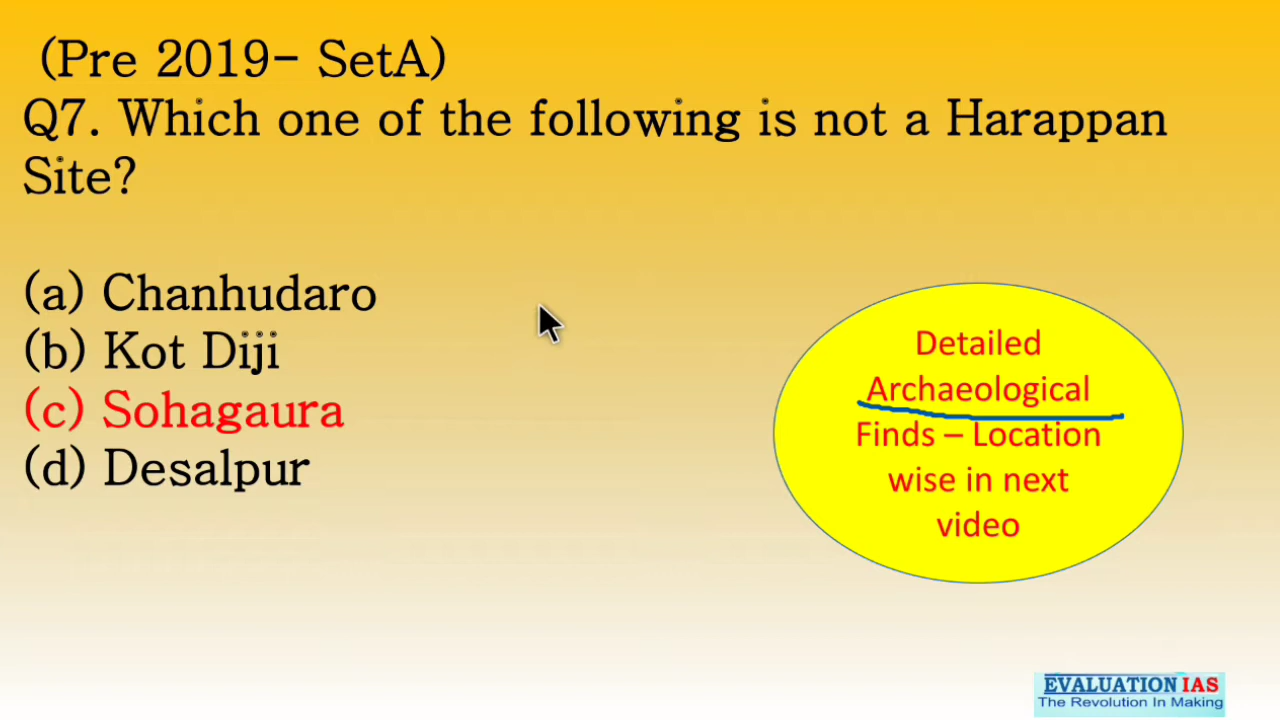 (Pre 2019- SetA)
Q7. Which one of the following is not a Harappan
Site?
(a) Chanhudaro
(b) Kot Diji
(c) Sohagaura
(d) Desalpur
Detailed
Archaeological
Finds – Location
wise in next
video
EVALUATION IAS
The Revolution In Making